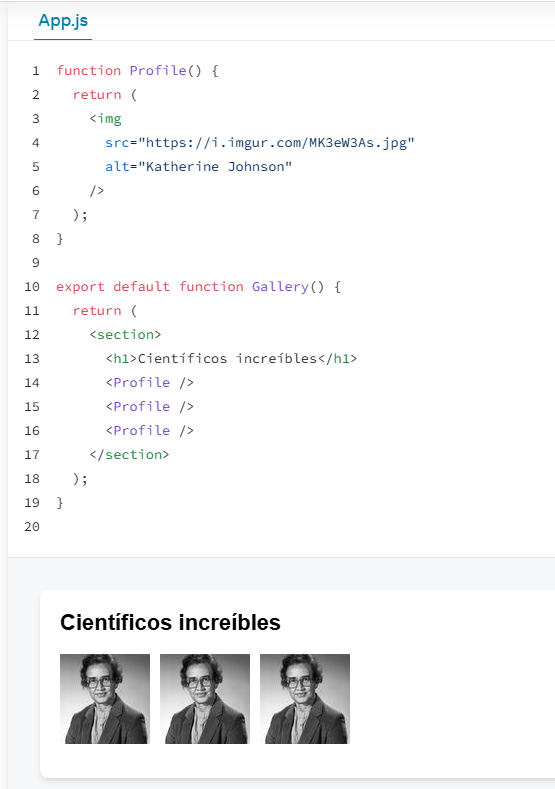 App.js
1 function Profile() {
2   return (
3     <img
4       src="https://i.imgur.com/MK3eW3As.jpg"
5       alt="Katherine Johnson"
6     />
7   );
8 }
9
10 export default function Gallery() {
11   return (
12     <section>
13       <h1>Científicos increíbles</h1>
14       <Profile />
15       <Profile />
16       <Profile />
17     </section>
18   );
19 }
20
Científicos increíbles